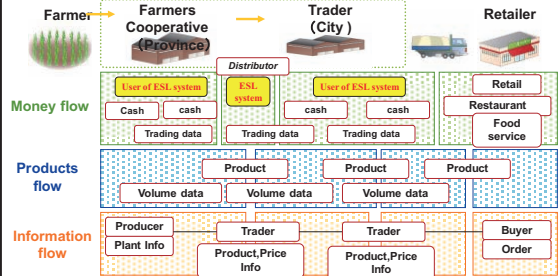 Farmer
Farmers
Cooperative
(Province)
Trader
(City )
Retailer
Distributor
Money flow
User of ESL system
ESL
system
User of ESL system
Cash
cash
cash
cash
Trading data
Trading data
Trading data
Retail
Restaurant
Food
service
Products
flow
Product
Product
Product
Volume data
Volume data
Volume data
Information
flow
Producer
Plant Info
Trader
Product,Price
Info
Trader
Product,Price
Info
Buyer
Order